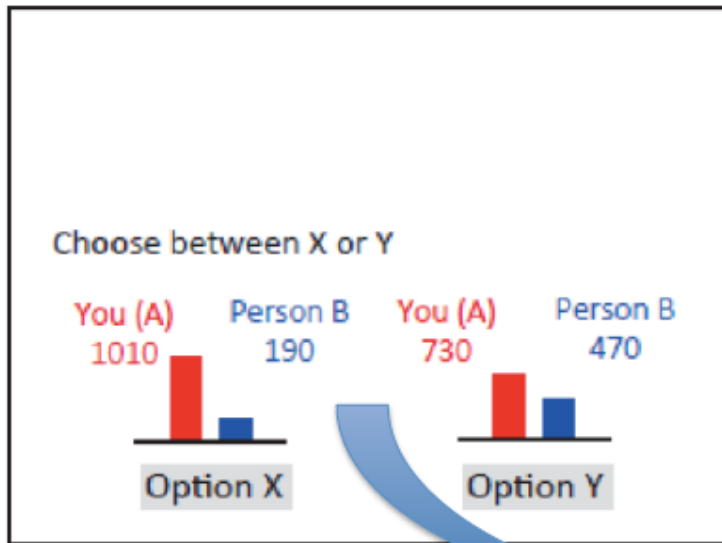 Choose between X or Y
You (A) Person B You (A) Person B
1010 190 730 470
Option X Option Y